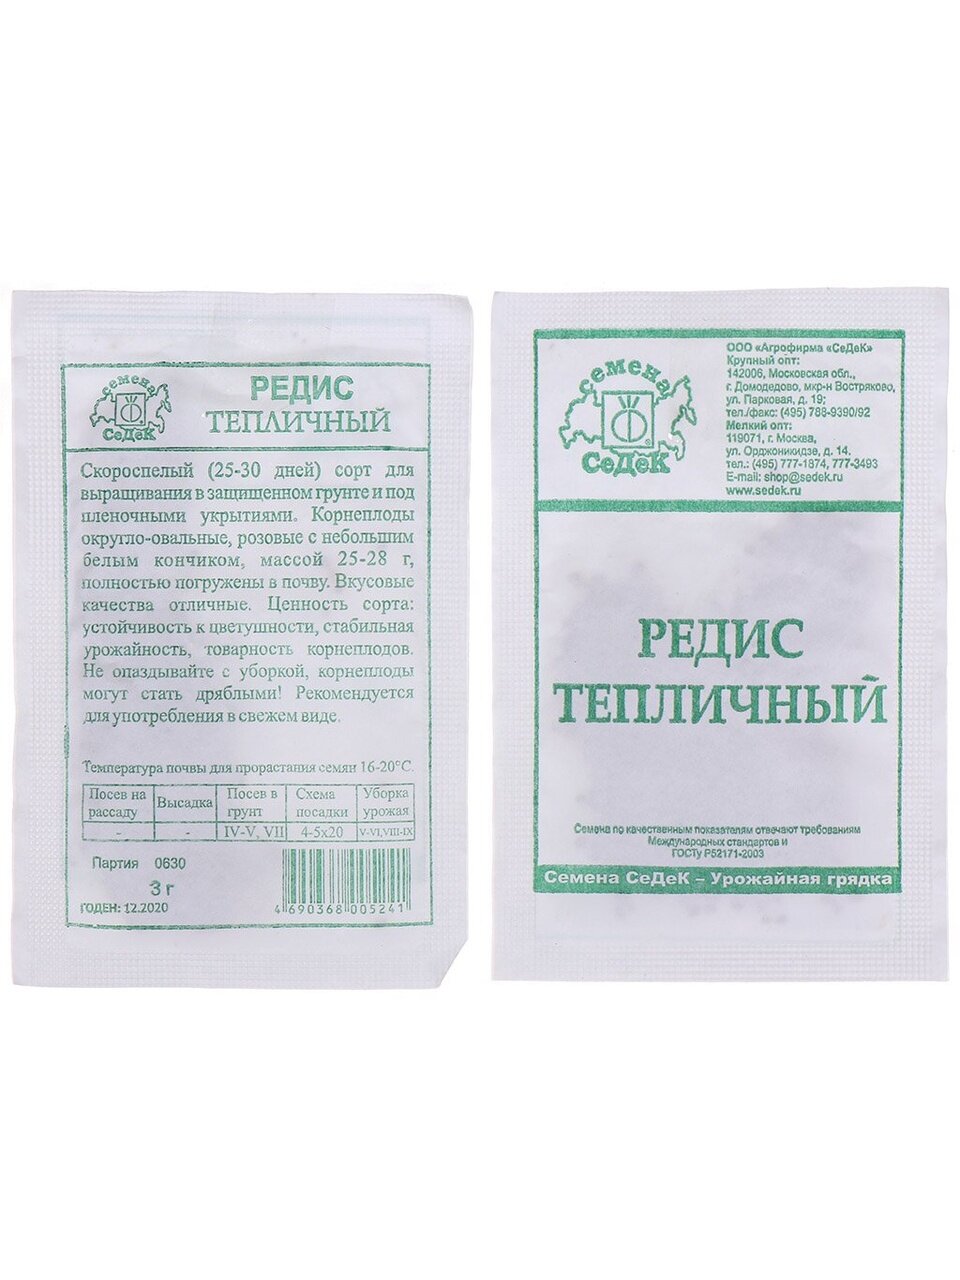 семена
СеДеК
РЕДИС
ТЕПЛИЧНЫЙ
Скороспелый (25-30 дней) сорт для
выращивания в защищенном грунте и под
пленочными укрытиями. Корнеплоды
округло-овальные, розовые с небольшим
белым кончиком, массой 25-28 г,
полностью погружены в почву. Вкусовые
качества отличные. Ценность сорта:
устойчивость к цветушности, стабильная
урожайность, товарность корнеплодов.
Не опаздывайте с уборкой, корнеплоды
могут стать дряблыми! Рекомендуется
для употребления в свежем виде.
Температура почвы для прорастания семян 16-20°С.
Посев на рассаду Высадка Посев в грунт Схема посадки Уборка урожая
- - IV-V, VII 4-5х20 V-VI,VIII-IX
Партия 0630
3 г
ГОДЕН: 12.2020
4 690368 005241
семена
СеДеК
®
ООО «Агрофирма «СеДеК»
Крупный опт:
142006, Московская обл.,
г. Домодедово, мкр-н Востряково,
ул. Парковая, д. 19;
тел./факс: (495) 788-9390/92
Мелкий опт:
119071, г. Москва,
ул. Орджоникидзе, д. 14.
тел.: (495) 777-1874, 777-3493
E-mail: shop@sedek.ru
www.sedek.ru
РЕДИС
ТЕПЛИЧНЫЙ
Семена по качественным показателям отвечают требованиям
Международных стандартов и
ГОСТу Р52171-2003
Семена СеДеК – Урожайная грядка